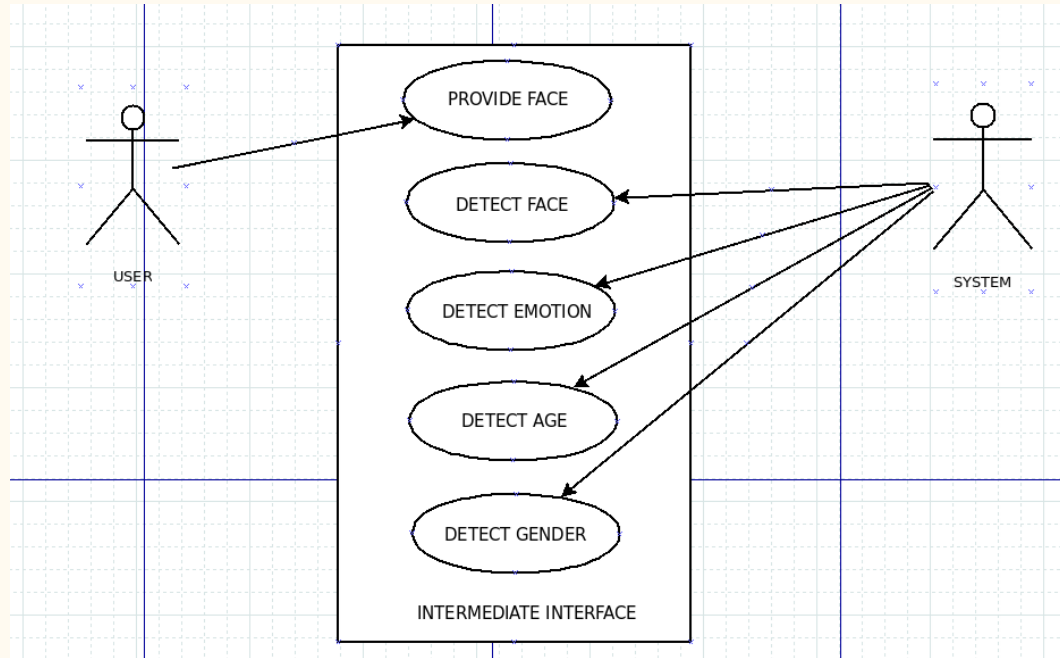 PROVIDE FACE
DETECT FACE
USER
SYSTEM
DETECT EMOTION
DETECT AGE
DETECT GENDER
INTERMEDIATE INTERFACE